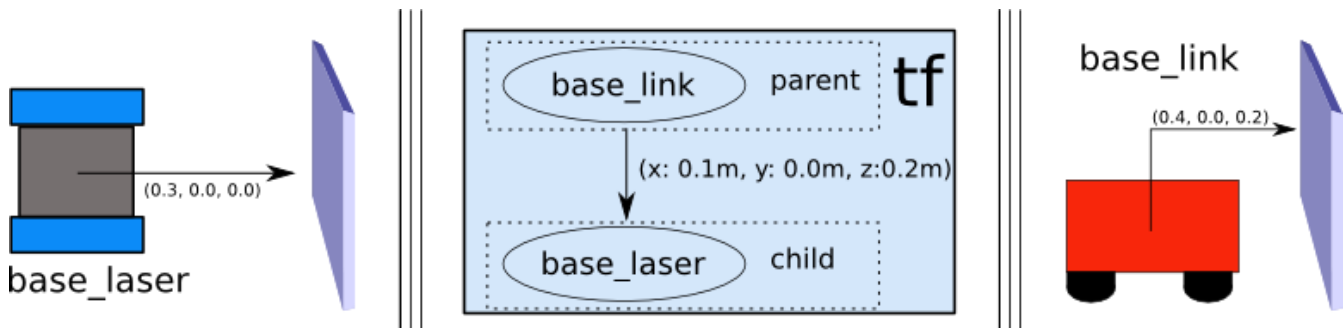 (0.3, 0.0, 0.0)
base_laser
base_link
parent
tf
(x: 0.1m, y: 0.0m, z:0.2m)
base_laser
child
base_link
(0.4, 0.0, 0.2)